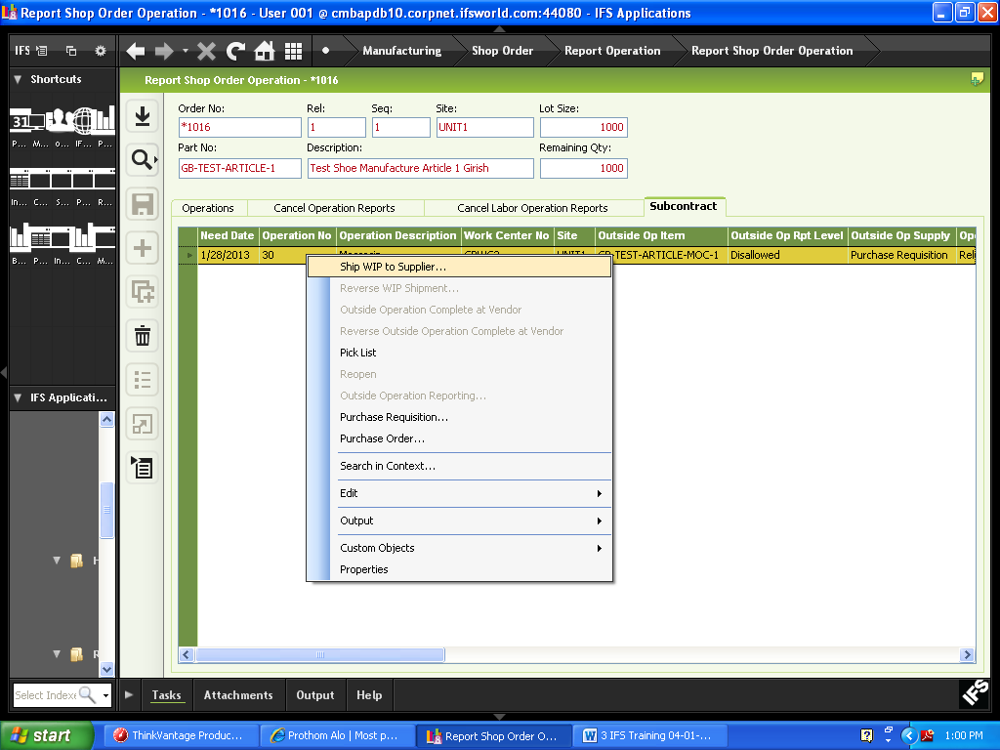 Report Shop Order Operation - *1016 - User 001 @ cmbapdb10.corpnet.ifsworld.com:44080 - IFS Applications
IFS
Manufacturing Shop Order Report Operation Report Shop Order Operation
Shortcuts
Report Shop Order Operation - *1016
31
P... M... o... IF... P...
In... C... S... P... R...
B... P... In... C... M...
IFS Applicati...
Order No: Rel: Seq: Site: Lot Size:
*1016 1 1 UNIT1 1000
Part No: Description: Remaining Qty:
GB-TEST-ARTICLE-1 Test Shoe Manufacture Article 1 Girish 1000
Operations Cancel Operation Reports Cancel Labor Operation Reports Subcontract
Need Date Operation No Operation Description Work Center No Site Outside Op Item Outside Op Rpt Level Outside Op Supply Ope
1/28/2013 30 UNIT1 GB-TEST-ARTICLE-MOC-1 Disallowed Purchase Requisition Rel
Ship WIP to Supplier...
Reverse WIP Shipment...
Outside Operation Complete at Vendor
Reverse Outside Operation Complete at Vendor
Pick List
Reopen
Outside Operation Reporting...
Purchase Requisition...
Purchase Order...
Search in Context...
Edit
Output
Custom Objects
Properties
H
R
Select Indexe
Tasks Attachments Output Help
IFS
start
ThinkVantage Produc...
Prothom Alo | Most p...
Report Shop Order O...
3 IFS Training 04-01-...
1:00 PM